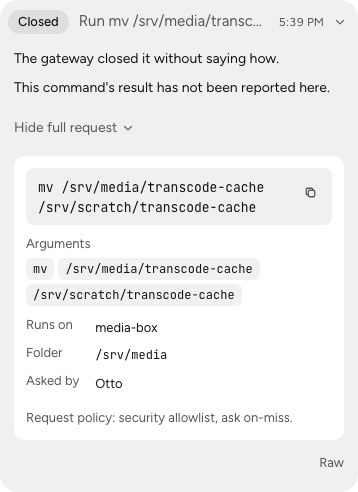 Closed Run mv /srv/media/transc... 5:39 PM
The gateway closed it without saying how.
This command's result has not been reported here.
Hide full request
mv /srv/media/transcode-cache
/srv/scratch/transcode-cache
Arguments
mv /srv/media/transcode-cache
/srv/scratch/transcode-cache
Runs on media-box
Folder /srv/media
Asked by Otto
Request policy: security allowlist, ask on-miss.
Raw